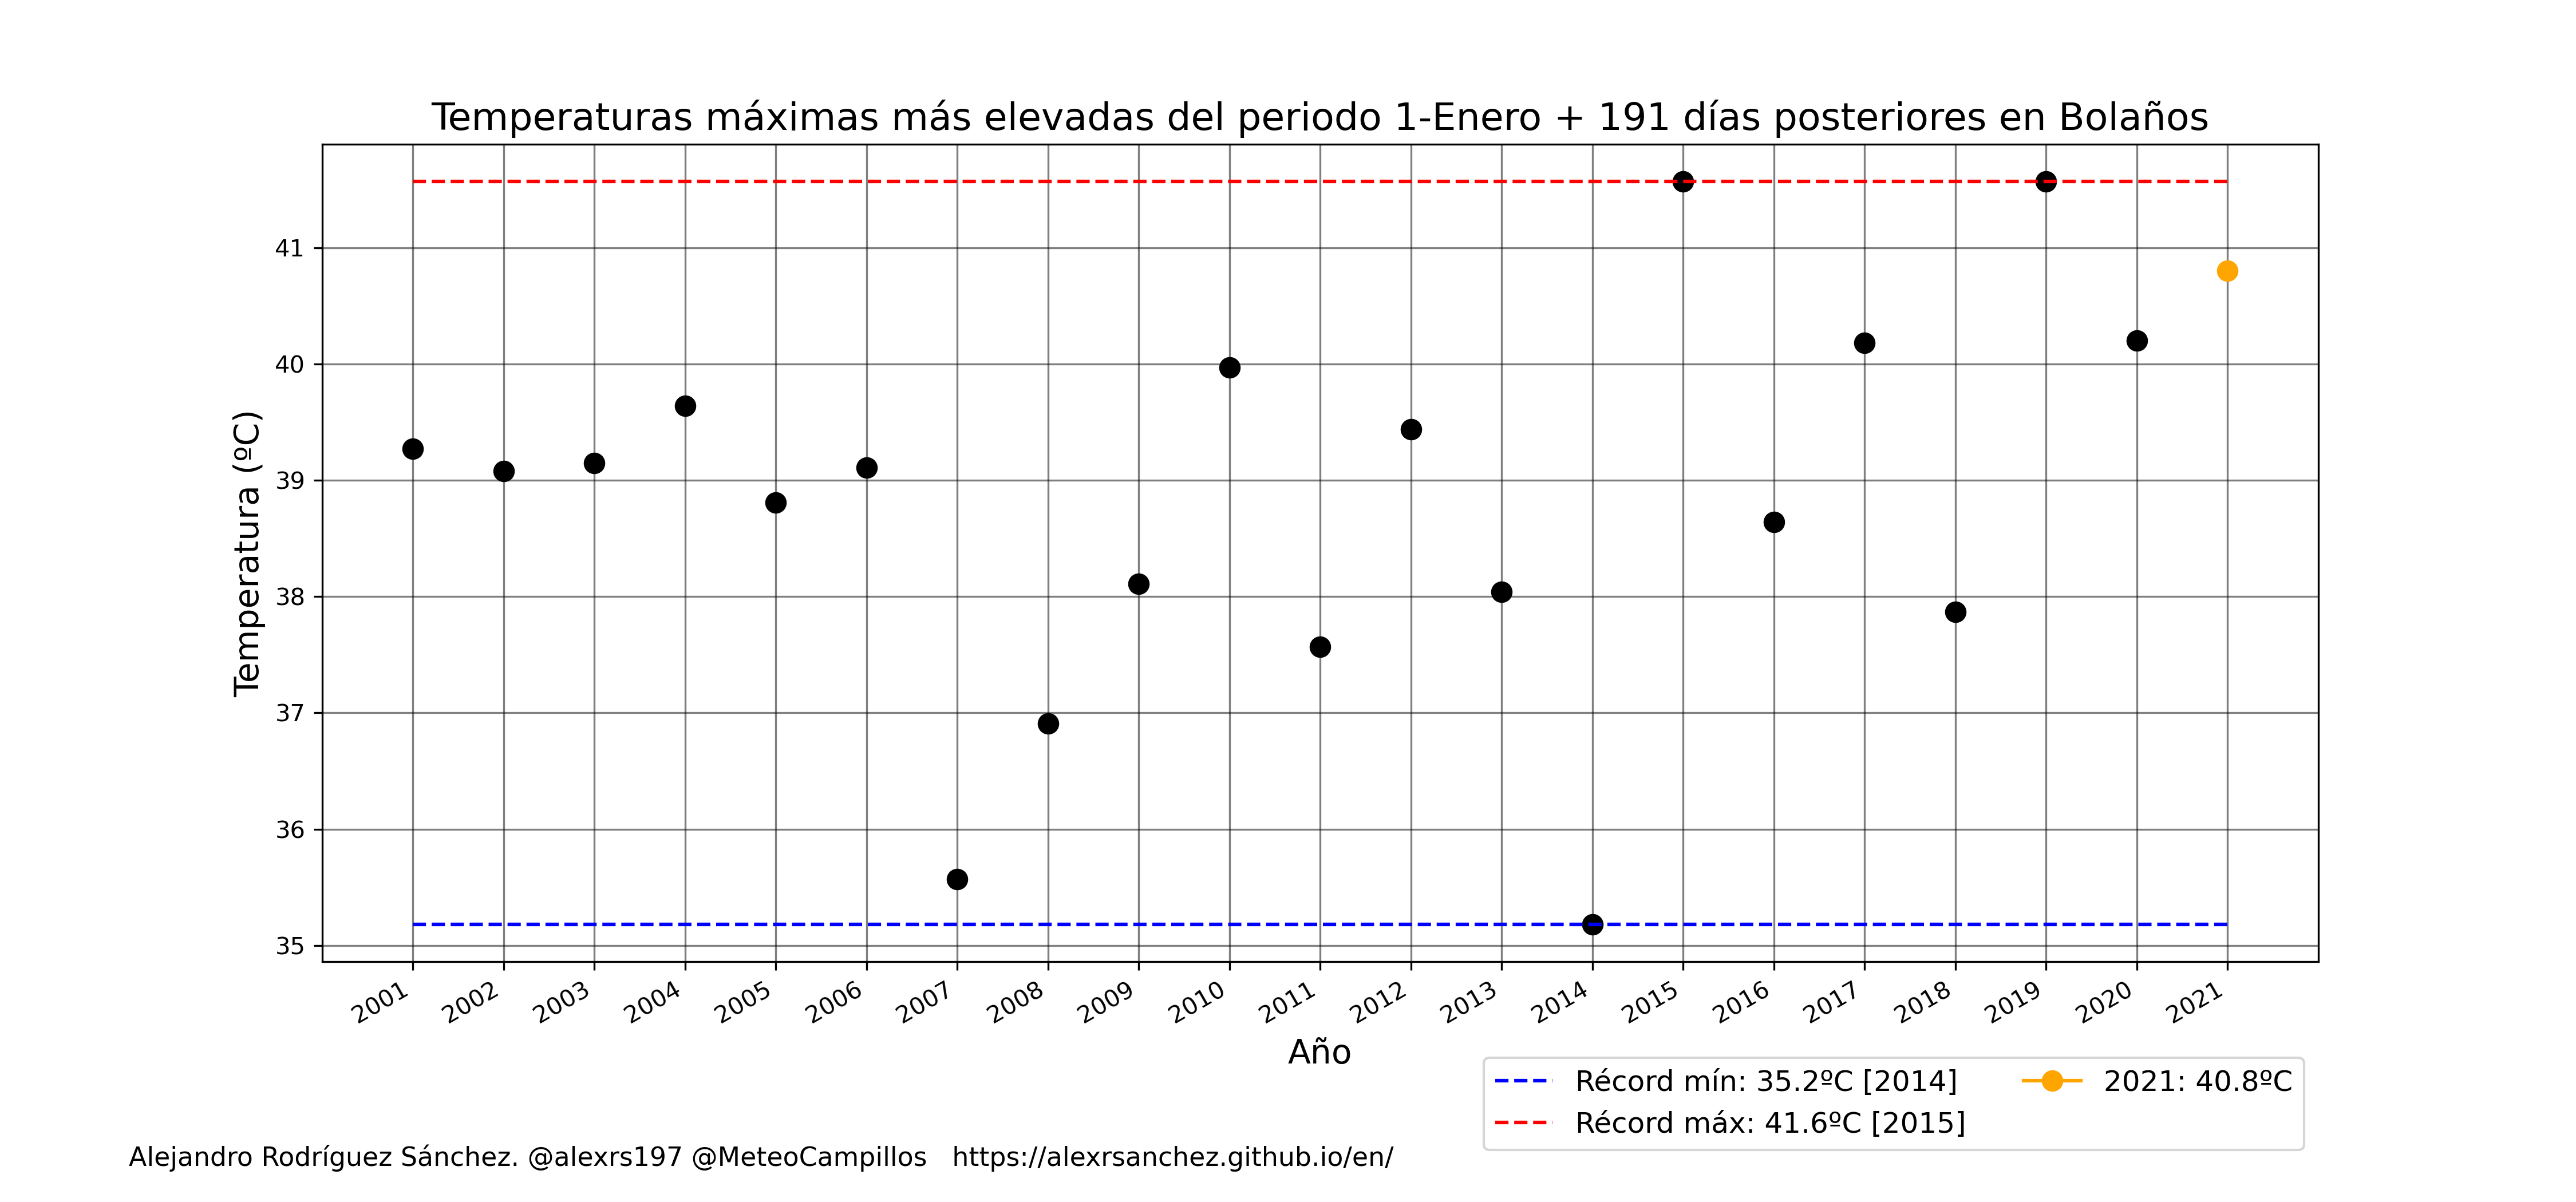 Temperaturas máximas más elevadas del periodo 1-Enero + 191 días posteriores en Bolaños
Temperatura (ºC)
41
40
39
38
37
36
35
2001 2002 2003 2004 2005 2006 2007 2008 2009 2010 2011 2012 2013 2014 2015 2016 2017 2018 2019 2020 2021
Año
Récord mín: 35.2ºC [2014]
Récord máx: 41.6ºC [2015]
2021: 40.8ºC
Alejandro Rodríguez Sánchez. @alexrs197 @MeteoCampillos https://alexrsanchez.github.io/en/